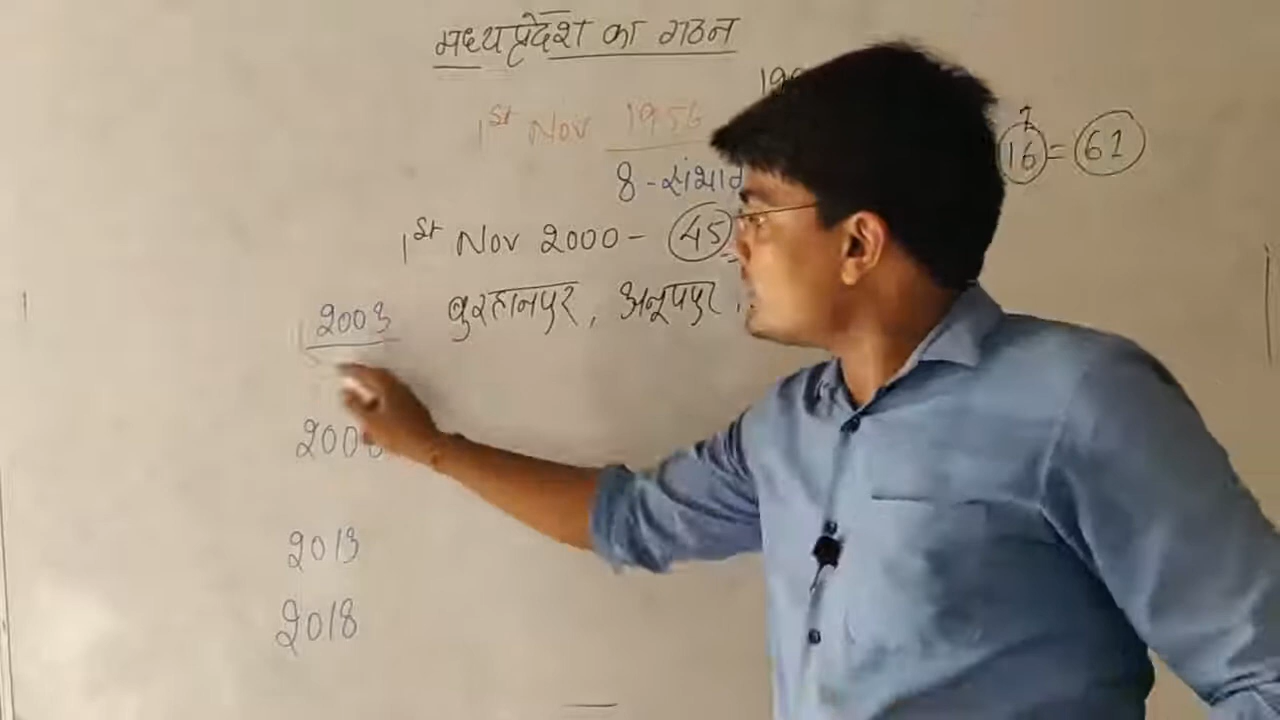 मध्यप्रदेश का गठन
1st Nov 1956
8-संभाग
7
16 = 61
1st Nov 2000 - 45
2003 बुरहानपुर, अनूपपुर,
2013
2018